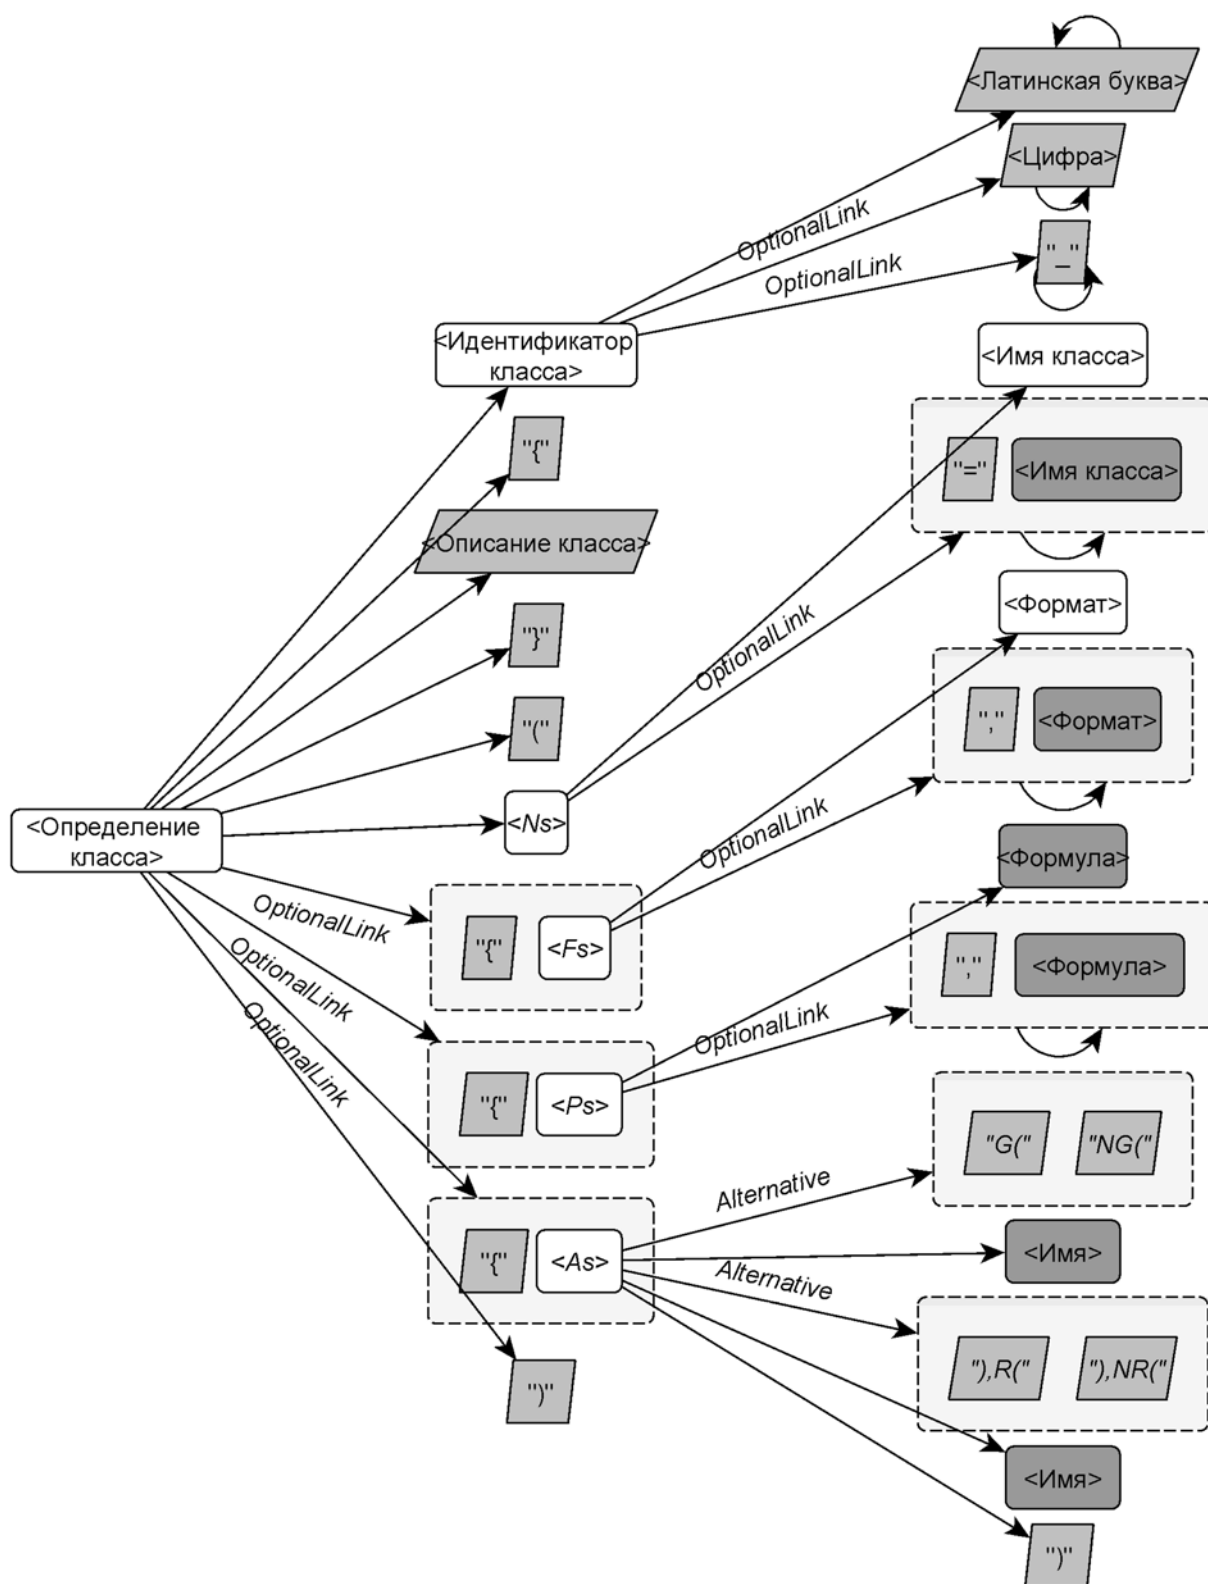 <Латинская буква>
<Цифра>
OptionalLink
"_"
OptionalLink
<Идентификатор
класса>
<Имя класса>
"{"
"="
<Имя класса>
<Описание класса>
OptionalLink
<Формат>
"}"
"("
","
<Формат>
<Ns>
OptionalLink
<Определение
класса>
<Формула>
OptionalLink
"{"
<Fs>
","
<Формула>
OptionalLink
OptionalLink
OptionalLink
"{"
<Ps>
"G("
"NG("
Alternative
"{"
<As>
<Имя>
Alternative
"),R("
"),NR("
")"
<Имя>
")"